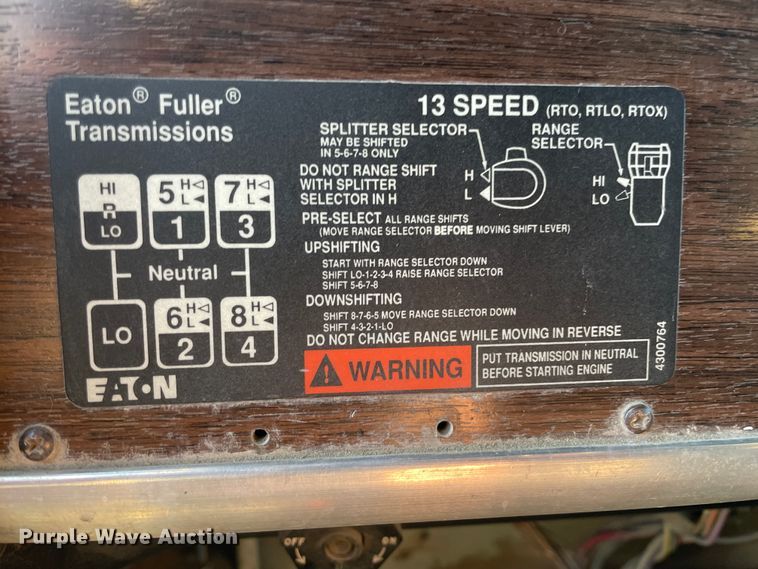 Eaton® Fuller®
Transmissions
13 SPEED (RTO, RTLO, RTOX)
SPLITTER SELECTOR
MAY BE SHIFTED
IN 5-6-7-8 ONLY
RANGE
SELECTOR
DO NOT RANGE SHIFT
WITH SPLITTER
SELECTOR IN H
H
L
HI
LO
HI
R
LO
5 H
L
1
7 H
L
3
Neutral
LO
6 H
L
2
8 H
L
4
PRE-SELECT ALL RANGE SHIFTS
(MOVE RANGE SELECTOR BEFORE MOVING SHIFT LEVER)
UPSHIFTING
START WITH RANGE SELECTOR DOWN
SHIFT LO-1-2-3-4 RAISE RANGE SELECTOR
SHIFT 5-6-7-8
DOWNSHIFTING
SHIFT 8-7-6-5 MOVE RANGE SELECTOR DOWN
SHIFT 4-3-2-1-LO
DO NOT CHANGE RANGE WHILE MOVING IN REVERSE
WARNING
PUT TRANSMISSION IN NEUTRAL
BEFORE STARTING ENGINE
4300764
EATON
Purple Wave Auction
OFF
ON